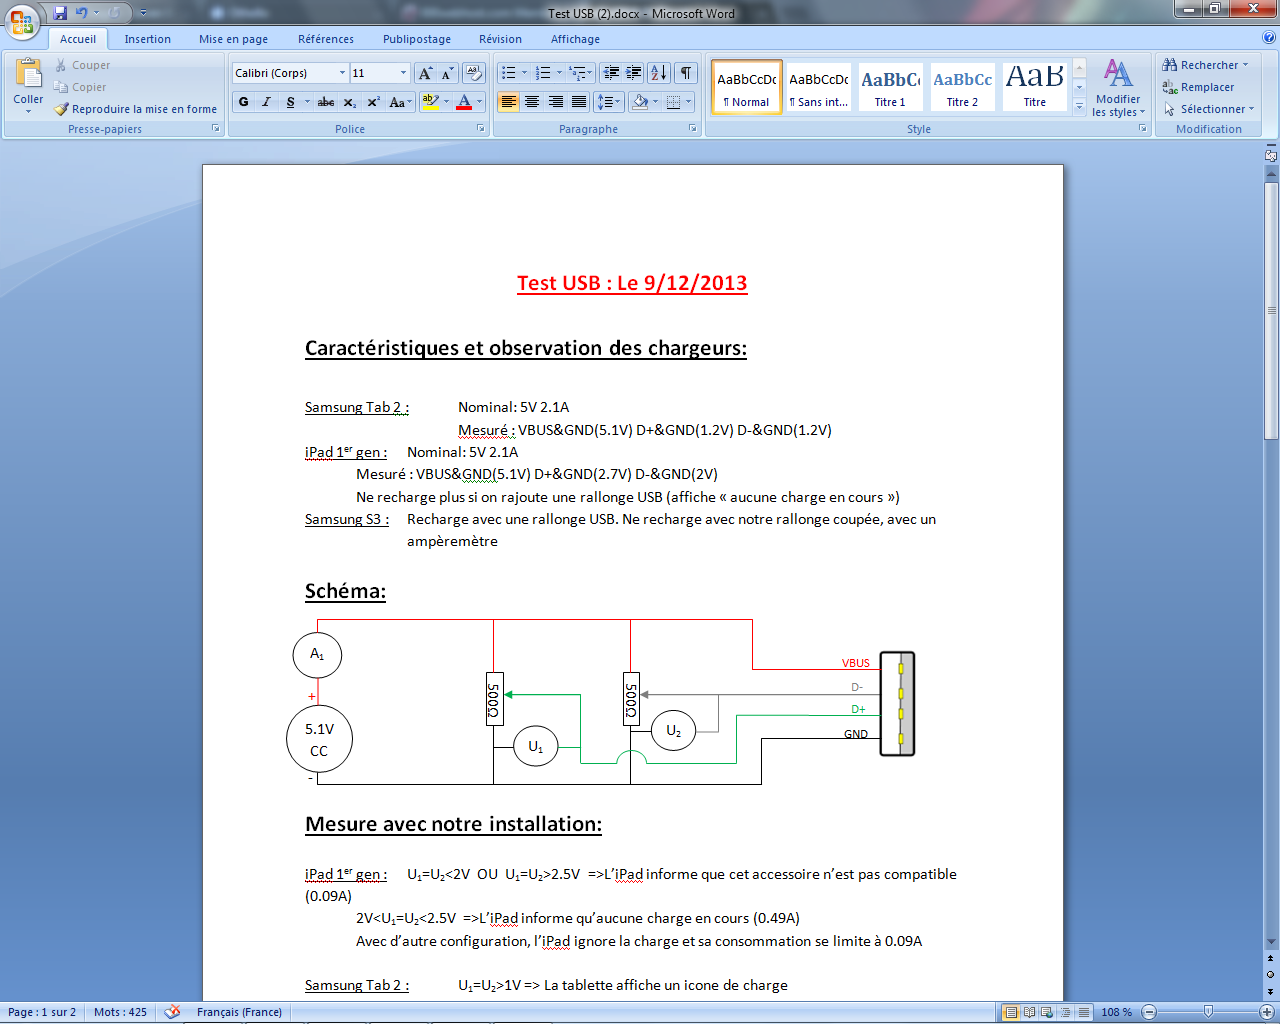 Test USB (2).docx - Microsoft Word
Accueil Insertion Mise en page Références Publipostage Révision Affichage
Coller
Couper
Copier
Reproduire la mise en forme
Presse-papiers
Calibri (Corps) 11
G I S abc x₂ x² Aa
Police
Paragraphe
AaBbCcDc AaBbCcDc AaBbC AaBbCc AaB
¶ Normal ¶ Sans int... Titre 1 Titre 2 Titre
Modifier les styles
Style
Rechercher
Remplacer
Sélectionner
Modification
Test USB : Le 9/12/2013
Caractéristiques et observation des chargeurs:
Samsung Tab 2 : Nominal: 5V 2.1A
Mesuré : VBUS&GND(5.1V) D+&GND(1.2V) D-&GND(1.2V)
iPad 1er gen : Nominal: 5V 2.1A
Mesuré : VBUS&GND(5.1V) D+&GND(2.7V) D-&GND(2V)
Ne recharge plus si on rajoute une rallonge USB (affiche « aucune charge en cours »)
Samsung S3 : Recharge avec une rallonge USB. Ne recharge avec notre rallonge coupée, avec un
ampèremètre
Schéma:
A₁
+
5.1V
CC
-
500Ω
U₁
500Ω
U₂
VBUS
D-
D+
GND
Mesure avec notre installation:
iPad 1er gen : U₁=U₂<2V OU U₁=U₂>2.5V =>L’iPad informe que cet accessoire n’est pas compatible
(0.09A)
2V<U₁=U₂<2.5V =>L’iPad informe qu’aucune charge en cours (0.49A)
Avec d’autre configuration, l’iPad ignore la charge et sa consommation se limite à 0.09A
Samsung Tab 2 : U₁=U₂>1V => La tablette affiche un icone de charge
Page : 1 sur 2 Mots : 425 Français (France) 108 %